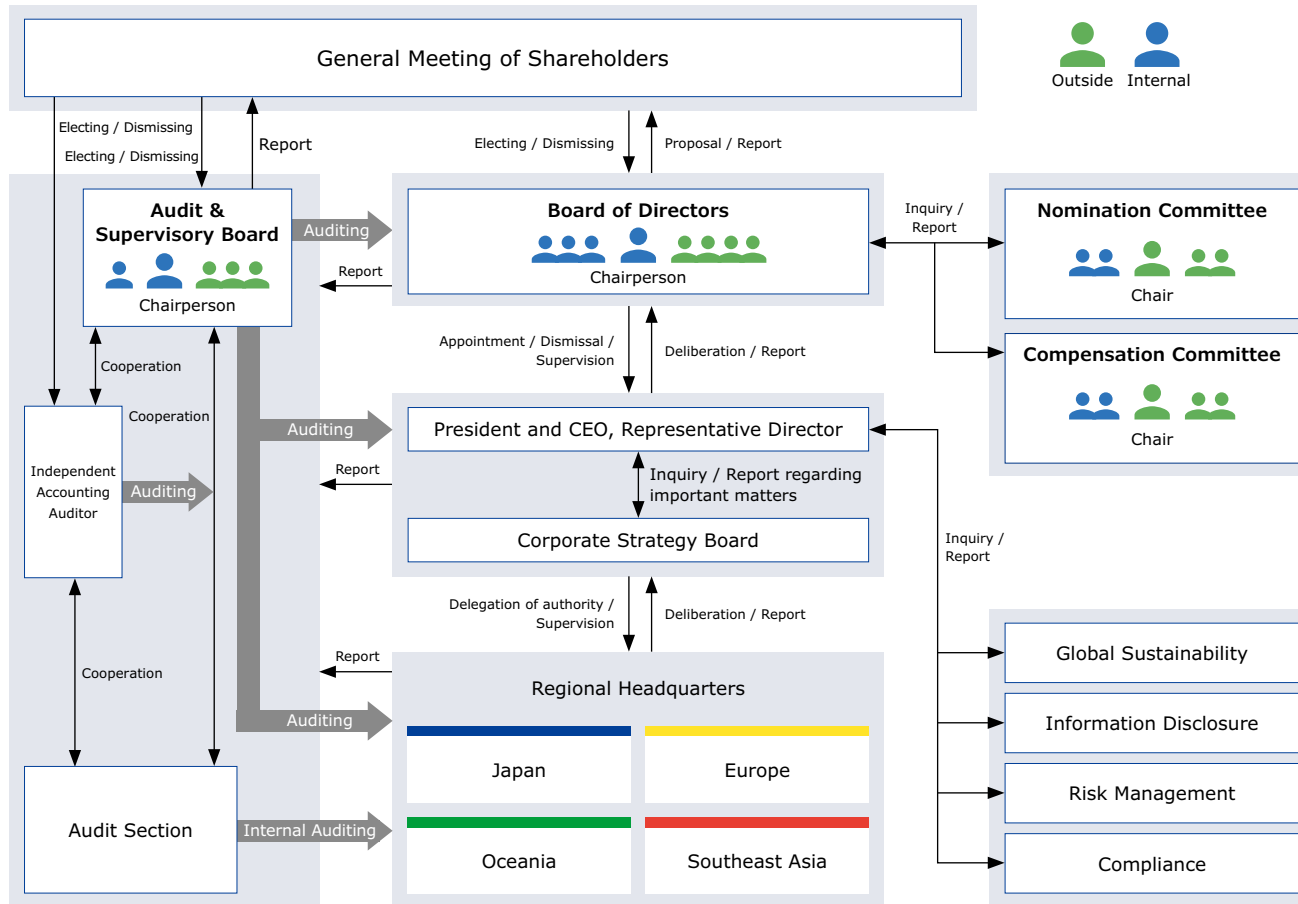 General Meeting of Shareholders
Outside
Internal
Electing / Dismissing
Electing / Dismissing
Report
Electing / Dismissing
Proposal / Report
Audit &
Supervisory Board
Chairperson
Auditing
Report
Board of Directors
Chairperson
Inquiry /
Report
Nomination Committee
Chair
Compensation Committee
Chair
Appointment / Dismissal /
Supervision
Deliberation / Report
Cooperation
Cooperation
Independent
Accounting
Auditor
Auditing
Auditing
Report
President and CEO, Representative Director
Inquiry / Report regarding
important matters
Corporate Strategy Board
Inquiry /
Report
Delegation of authority /
Supervision
Deliberation / Report
Cooperation
Report
Auditing
Regional Headquarters
Japan
Europe
Oceania
Southeast Asia
Audit Section
Internal Auditing
Global Sustainability
Information Disclosure
Risk Management
Compliance